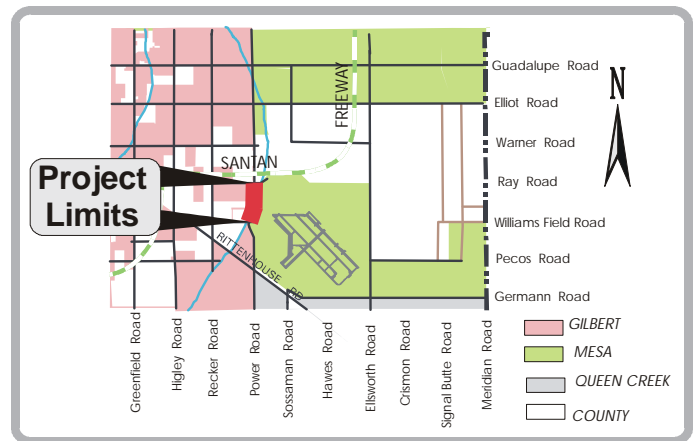 Guadalupe Road
N
Elliot Road
FREEWAY
Warner Road
SANTAN
Project
Limits
Ray Road
Williams Field Road
RITTENHOUSE RD
Pecos Road
Germann Road
Greenfield Road
Higley Road
Recker Road
Power Road
Sossaman Road
Hawes Road
Ellsworth Road
Crismon Road
Signal Butte Road
Meridian Road
GILBERT
MESA
QUEEN CREEK
COUNTY